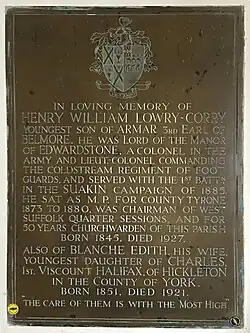 IN LOVING MEMORY OF
HENRY WILLIAM LOWRY-CORRY
YOUNGEST SON OF ARMAR 3RD EARL OF
BELMORE. HE WAS LORD OF THE MANOR
OF EDWARDSTONE, A COLONEL IN THE
ARMY AND LIEUT-COLONEL COMMANDING
THE COLDSTREAM REGIMENT OF FOOT
GUARDS, AND SERVED WITH THE 1ST BATTN
IN THE SUAKIN CAMPAIGN OF 1885.
HE SAT AS M.P. FOR COUNTY TYRONE
1873 TO 1880, WAS CHAIRMAN OF WEST
SUFFOLK QUARTER SESSIONS, AND FOR
50 YEARS CHURCHWARDEN OF THIS PARISH
BORN 1845, DIED 1927.
ALSO OF BLANCHE EDITH, HIS WIFE,
YOUNGEST DAUGHTER OF CHARLES,
1ST. VISCOUNT HALIFAX, OF HICKLETON
IN THE COUNTY OF YORK.
BORN 1851, DIED 1921.
"THE CARE OF THEM IS WITH THE MOST HIGH"